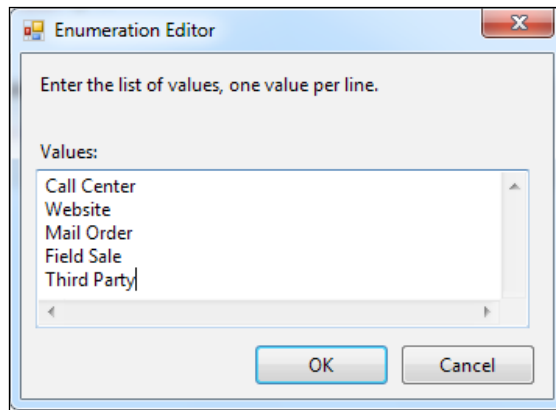 Enumeration Editor
Enter the list of values, one value per line.
Values:
Call Center
Website
Mail Order
Field Sale
Third Party
OK
Cancel